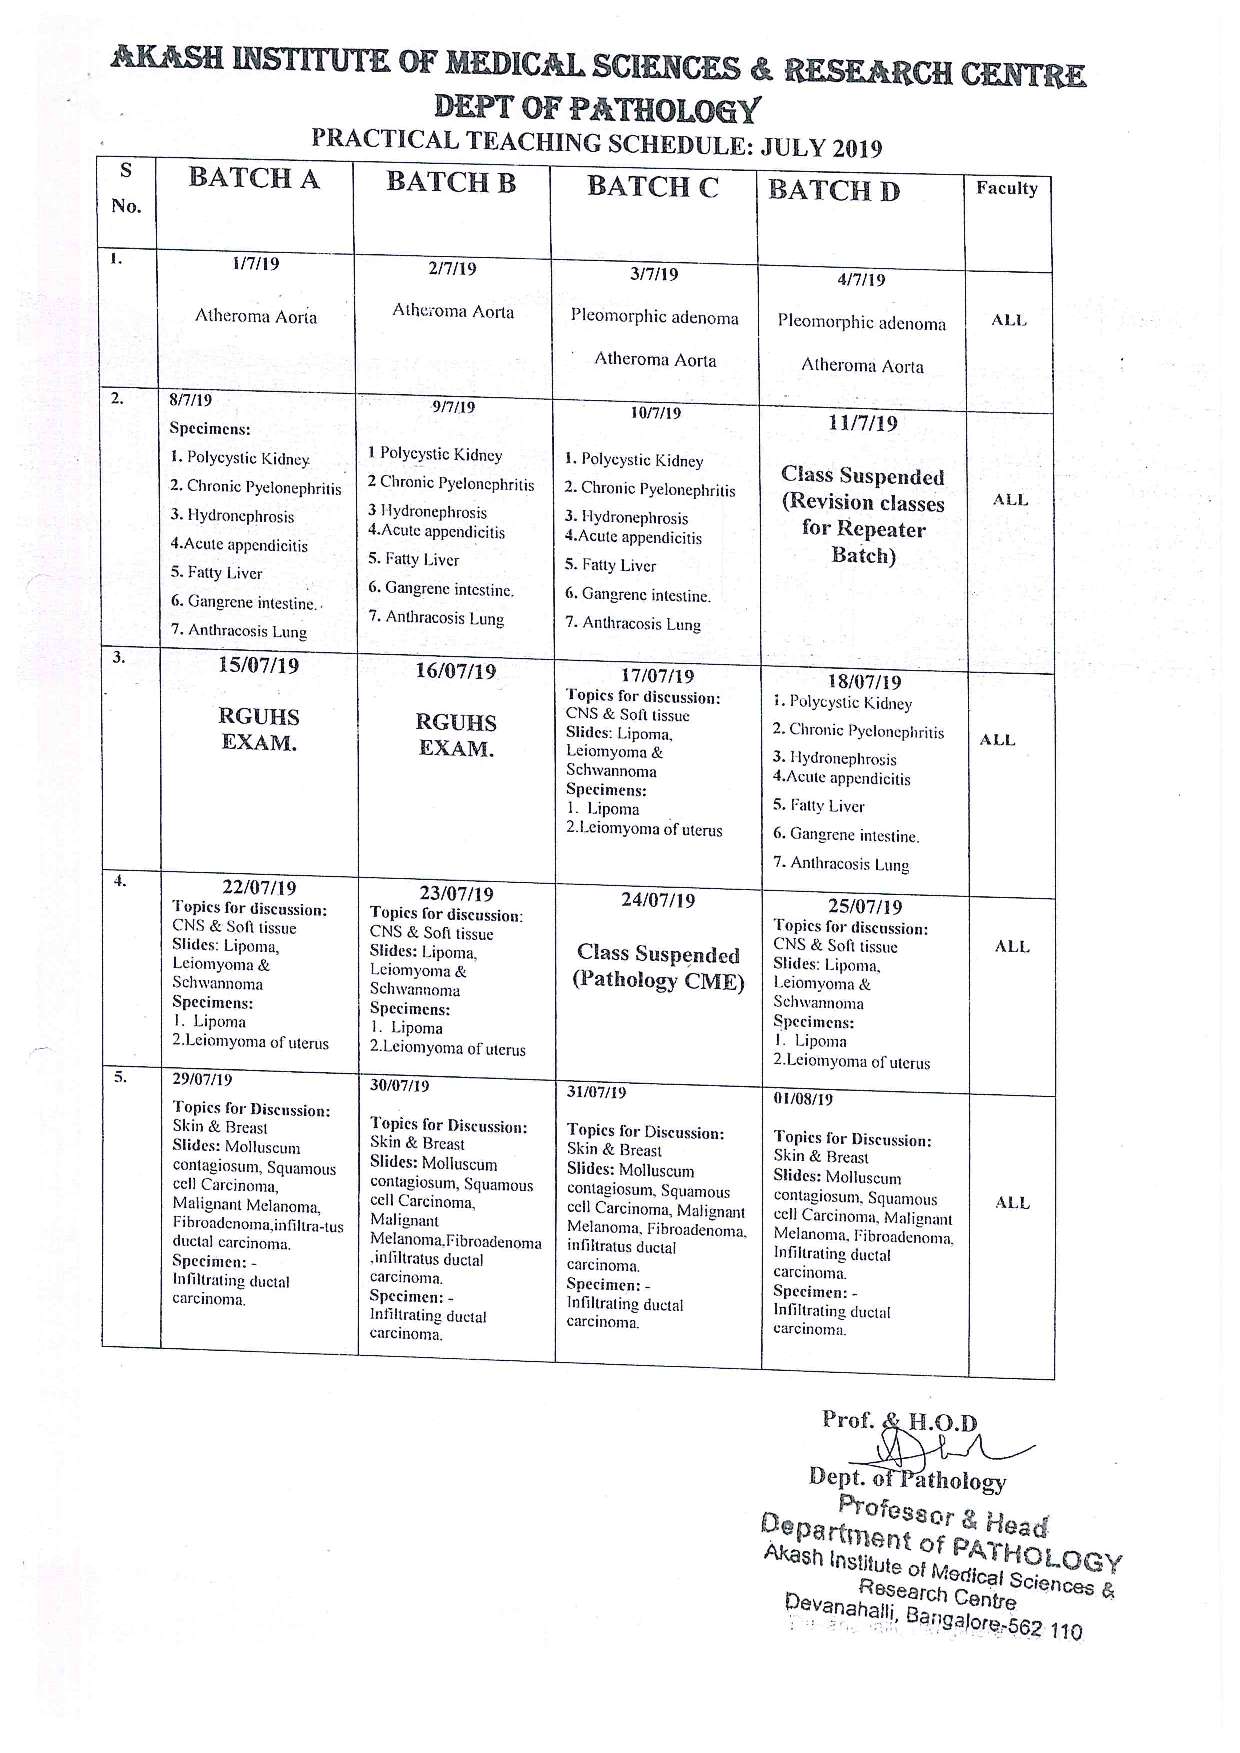 AKASH INSTITUTE OF MEDICAL SCIENCES & RESEARCH CENTRE
DEPT OF PATHOLOGY
PRACTICAL TEACHING SCHEDULE: JULY 2019
S
No.
BATCH A
BATCH B
BATCH C
BATCH D
Faculty
1.
1/7/19
Atheroma Aorta
2/7/19
Atheroma Aorta
3/7/19
Pleomorphic adenoma
Atheroma Aorta
4/7/19
Pleomorphic adenoma
Atheroma Aorta
ALL
2.
8/7/19
Specimens:
1. Polycystic Kidney
2. Chronic Pyelonephritis
3. Hydronephrosis
4.Acute appendicitis
5. Fatty Liver
6. Gangrene intestine.
7. Anthracosis Lung
9/7/19
1 Polycystic Kidney
2 Chronic Pyelonephritis
3 Hydronephrosis
4.Acute appendicitis
5. Fatty Liver
6. Gangrene intestine.
7. Anthracosis Lung
10/7/19
1. Polycystic Kidney
2. Chronic Pyelonephritis
3. Hydronephrosis
4.Acute appendicitis
5. Fatty Liver
6. Gangrene intestine.
7. Anthracosis Lung
11/7/19
Class Suspended
(Revision classes
for Repeater
Batch)
ALL
3.
15/07/19
RGUHS
EXAM.
16/07/19
RGUHS
EXAM.
17/07/19
Topics for discussion:
CNS & Soft tissue
Slides: Lipoma,
Leiomyoma &
Schwannoma
Specimens:
1. Lipoma
2.Leiomyoma of uterus
18/07/19
1. Polycystic Kidney
2. Chronic Pyelonephritis
3. Hydronephrosis
4.Acute appendicitis
5. Fatty Liver
6. Gangrene intestine.
7. Anthracosis Lung
ALL
4.
22/07/19
Topics for discussion:
CNS & Soft tissue
Slides: Lipoma,
Leiomyoma &
Schwannoma
Specimens:
1. Lipoma
2.Leiomyoma of uterus
23/07/19
Topics for discussion:
CNS & Soft tissue
Slides: Lipoma,
Leiomyoma &
Schwannoma
Specimens:
1. Lipoma
2.Leiomyoma of uterus
24/07/19
Class Suspended
(Pathology CME)
25/07/19
Topics for discussion:
CNS & Soft tissue
Slides: Lipoma,
Leiomyoma &
Schwannoma
Specimens:
1. Lipoma
2.Leiomyoma of uterus
ALL
5.
29/07/19
Topics for Discussion:
Skin & Breast
Slides: Molluscum
contagiosum, Squamous
cell Carcinoma,
Malignant Melanoma,
Fibroadenoma,infiltra-tus
ductal carcinoma.
Specimen: -
Infiltrating ductal
carcinoma.
30/07/19
Topics for Discussion:
Skin & Breast
Slides: Molluscum
contagiosum, Squamous
cell Carcinoma,
Malignant
Melanoma,Fibroadenoma
,infiltratus ductal
carcinoma.
Specimen: -
Infiltrating ductal
carcinoma.
31/07/19
Topics for Discussion:
Skin & Breast
Slides: Molluscum
contagiosum, Squamous
cell Carcinoma, Malignant
Melanoma, Fibroadenoma,
infiltratus ductal
carcinoma.
Specimen: -
Infiltrating ductal
carcinoma.
01/08/19
Topics for Discussion:
Skin & Breast
Slides: Molluscum
contagiosum, Squamous
cell Carcinoma, Malignant
Melanoma, Fibroadenoma,
Infiltrating ductal
carcinoma.
Specimen: -
Infiltrating ductal
carcinoma.
ALL
Prof. & H.O.D
Dept. of Pathology
Professor & Head
Department of PATHOLOGY
Akash Institute of Medical Sciences &
Research Centre
Devanahalli, Bangalore-562 110